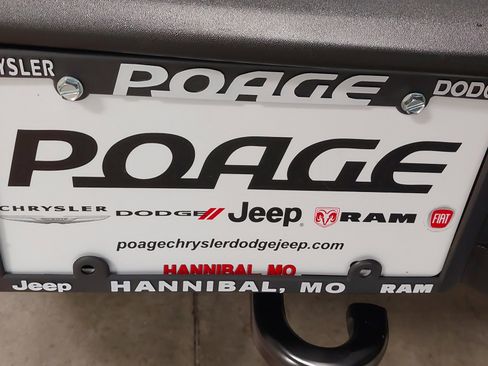 YSLER POAGE DODG
POAGE
CHRYSLER DODGE Jeep RAM FIAT
poagechryslerdodgejeep.com
HANNIBAL, MO
Jeep HANNIBAL, MO RAM